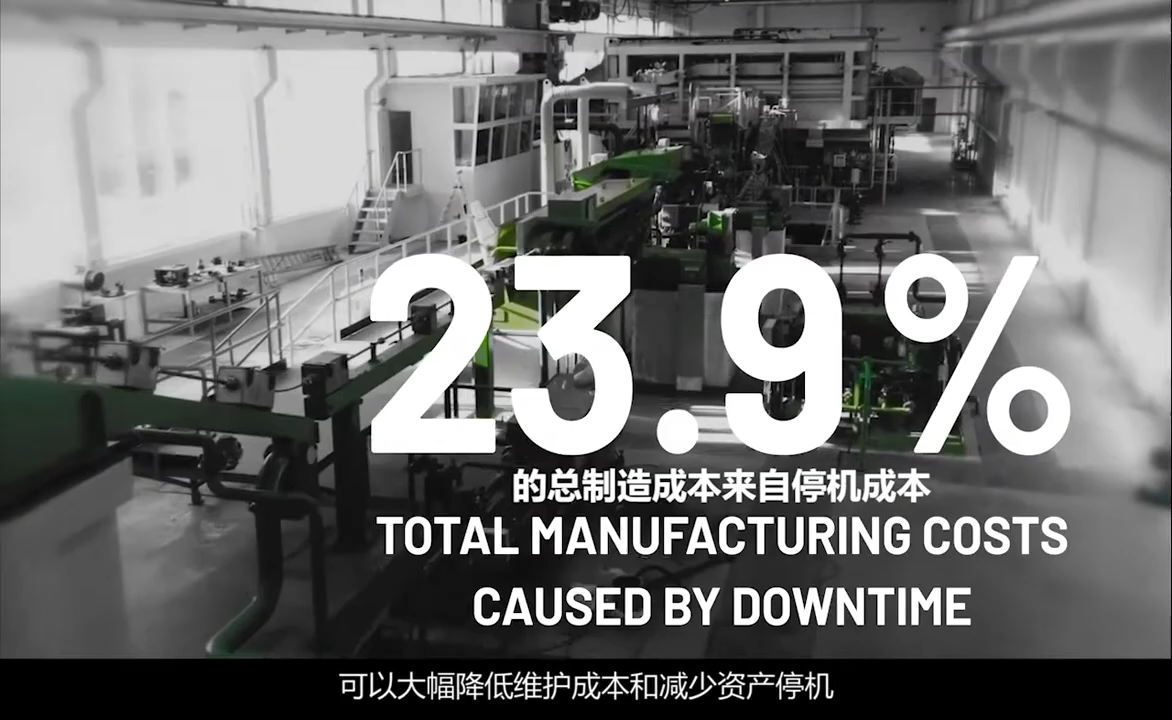 23.9%
的总制造成本来自停机成本
TOTAL MANUFACTURING COSTS
CAUSED BY DOWNTIME
可以大幅降低维护成本和减少资产停机